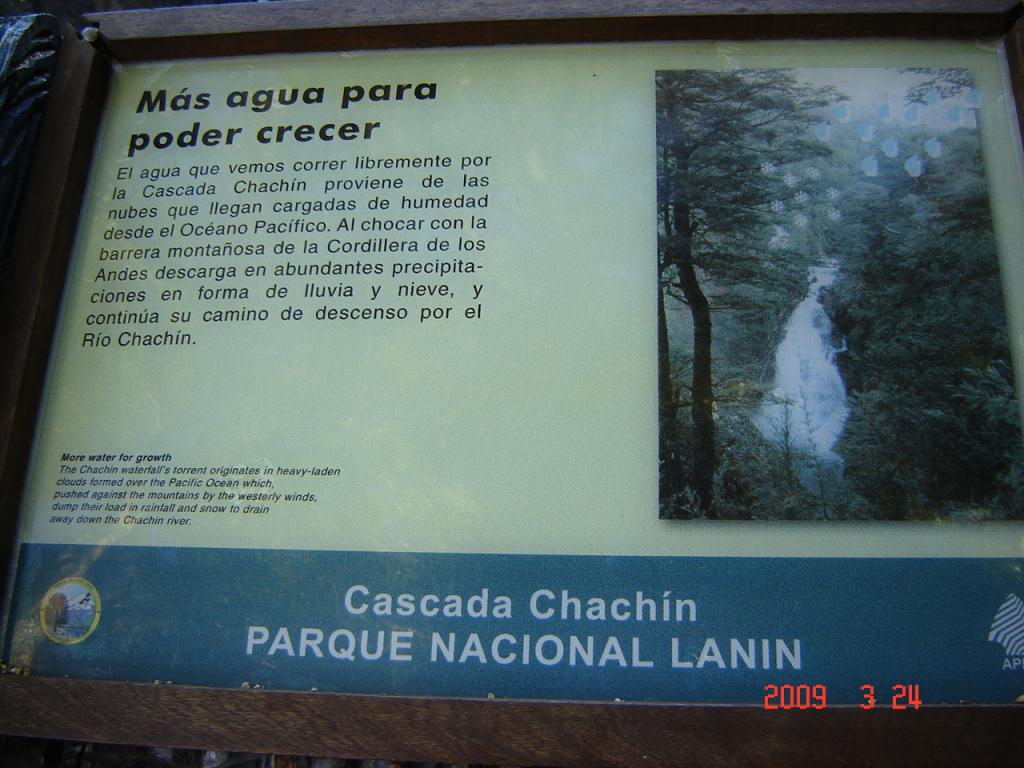 Más agua para
poder crecer
El agua que vemos correr libremente por
la Cascada Chachín proviene de las
nubes que llegan cargadas de humedad
desde el Océano Pacífico. Al chocar con la
barrera montañosa de la Cordillera de los
Andes descarga en abundantes precipita-
ciones en forma de lluvia y nieve, y
continúa su camino de descenso por el
Río Chachín.
More water for growth
The Chachín waterfall's torrent originates in heavy-laden
clouds formed over the Pacific Ocean which,
pushed against the mountains by the westerly winds,
dump their load in rainfall and snow to drain
away down the Chachín river.
Cascada Chachín
PARQUE NACIONAL LANIN
2009 3 24